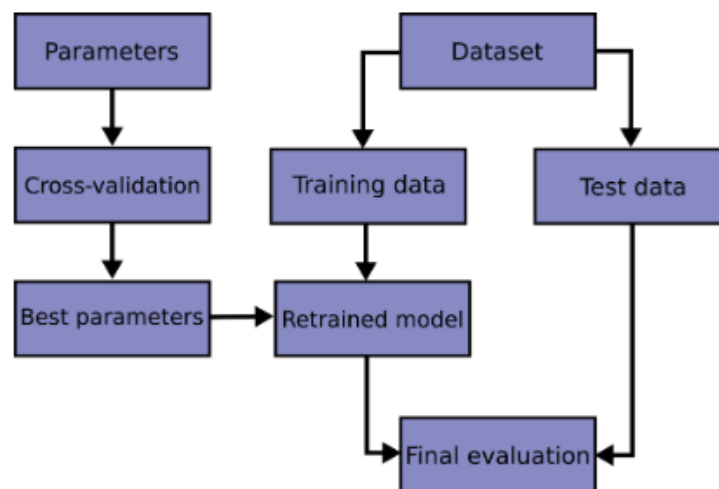 Parameters
Dataset
Cross-validation
Training data
Test data
Best parameters
Retrained model
Final evaluation